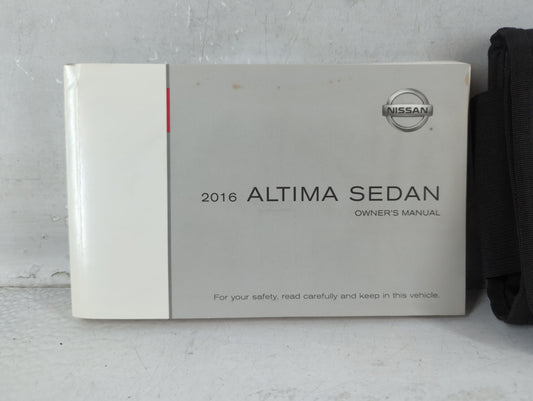 NISSAN
2016 ALTIMA SEDAN
OWNER'S MANUAL
For your safety, read carefully and keep in this vehicle.